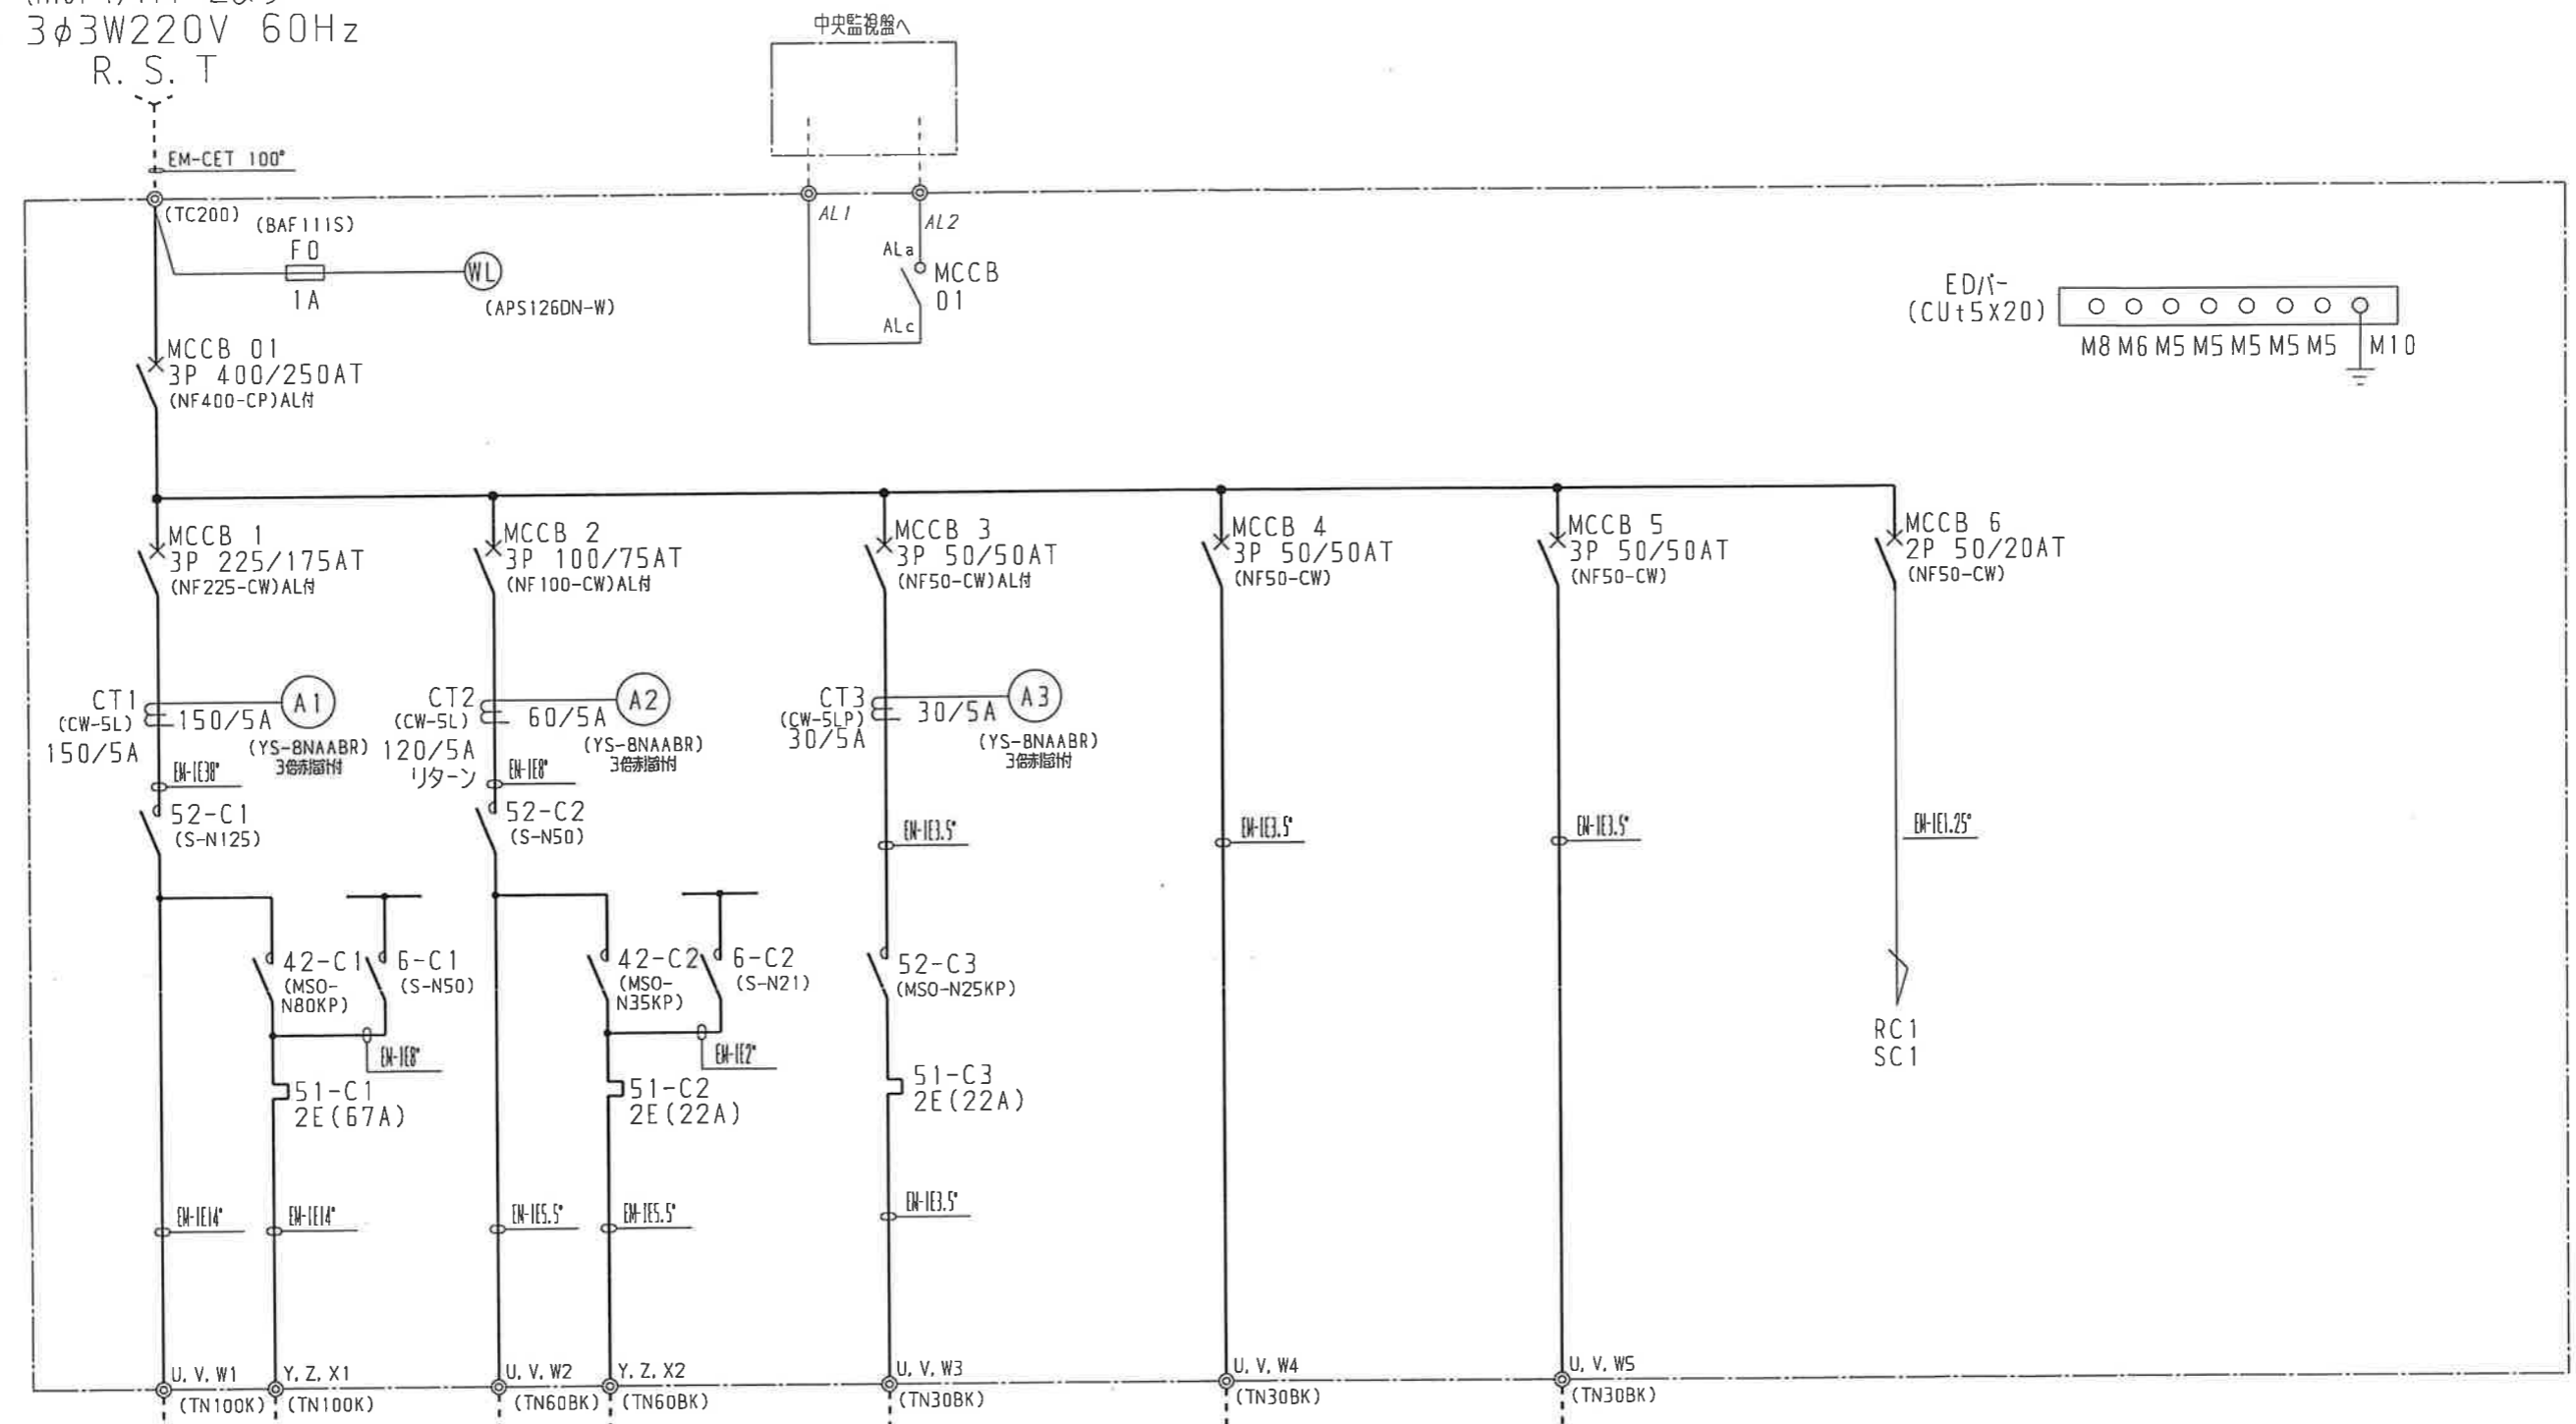 3φ3W220V 60Hz
R. S. T
EM-CET 100°
(TC200)
(BAF111S)
F0
1A
WL
(APS126DN-W)
中央監視盤へ
AL1
AL2
ALa
MCCB
01
ALc
EDバー
(CUt5X20)
M8 M6 M5 M5 M5 M5 M5 M10
MCCB 01
3P 400/250AT
(NF400-CP)AL付
MCCB 1
3P 225/175AT
(NF225-CW)AL付
MCCB 2
3P 100/75AT
(NF100-CW)AL付
MCCB 3
3P 50/50AT
(NF50-CW)AL付
MCCB 4
3P 50/50AT
(NF50-CW)
MCCB 5
3P 50/50AT
(NF50-CW)
MCCB 6
2P 50/20AT
(NF50-CW)
CT1
(CW-5L)
150/5A
150/5A
A1
(YS-8NAABR)
3倍赤指針付
CT2
(CW-5L)
120/5A
リターン
60/5A
A2
(YS-8NAABR)
3倍赤指針付
CT3
(CW-5LP)
30/5A
30/5A
A3
(YS-8NAABR)
3倍赤指針付
EM-IE38°
EM-IE8°
52-C1
(S-N125)
52-C2
(S-N50)
EM-IE3.5°
EM-IE3.5°
EM-IE3.5°
EM-IE1.25°
42-C1
(MSO-
N80KP)
6-C1
(S-N50)
42-C2
(MSO-
N35KP)
6-C2
(S-N21)
52-C3
(MSO-N25KP)
EM-IE8°
EM-IE2°
RC1
SC1
51-C1
2E(67A)
51-C2
2E(22A)
51-C3
2E(22A)
EM-IE14°
EM-IE14°
EM-IE5.5°
EM-IE5.5°
EM-IE3.5°
U, V, W1
(TN100K)
Y, Z, X1
(TN100K)
U, V, W2
(TN60BK)
Y, Z, X2
(TN60BK)
U, V, W3
(TN30BK)
U, V, W4
(TN30BK)
U, V, W5
(TN30BK)